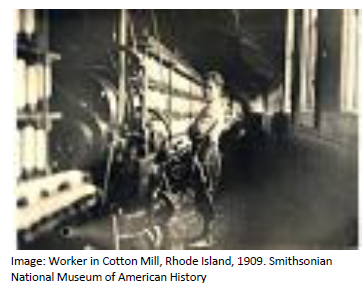 Image: Worker in Cotton Mill, Rhode Island, 1909. Smithsonian
National Museum of American History